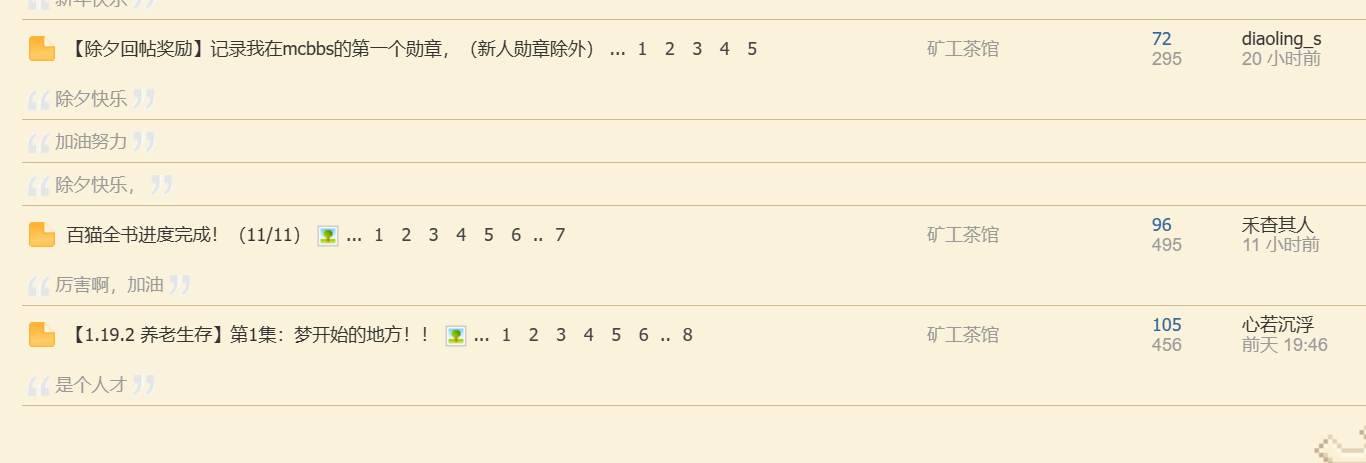 新年快乐
【除夕回帖奖励】记录我在mcbbs的第一个勋章，（新人勋章除外） ... 1 2 3 4 5 矿工茶馆 72 diaoling_s
295 20 小时前
除夕快乐
加油努力
除夕快乐，
百猫全书进度完成！（11/11） ... 1 2 3 4 5 6 .. 7 矿工茶馆 96 禾杳其人
495 11 小时前
厉害啊，加油
【1.19.2 养老生存】第1集：梦开始的地方！！ ... 1 2 3 4 5 6 .. 8 矿工茶馆 105 心若沉浮
456 前天 19:46
是个人才